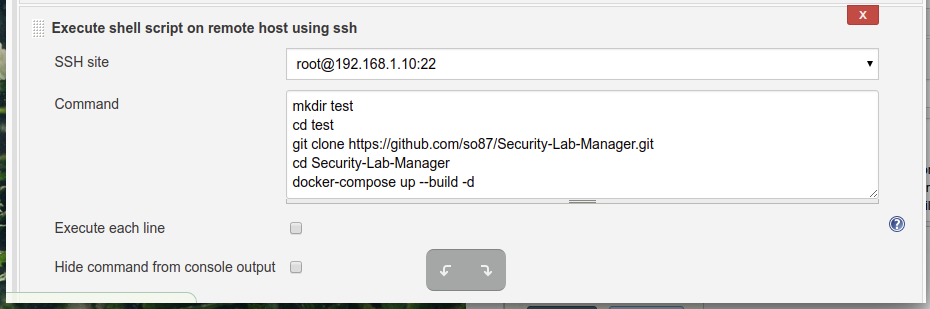 X
Execute shell script on remote host using ssh
SSH site
root@192.168.1.10:22
Command
mkdir test
cd test
git clone https://github.com/so87/Security-Lab-Manager.git
cd Security-Lab-Manager
docker-compose up --build -d
Execute each line
?
Hide command from console output